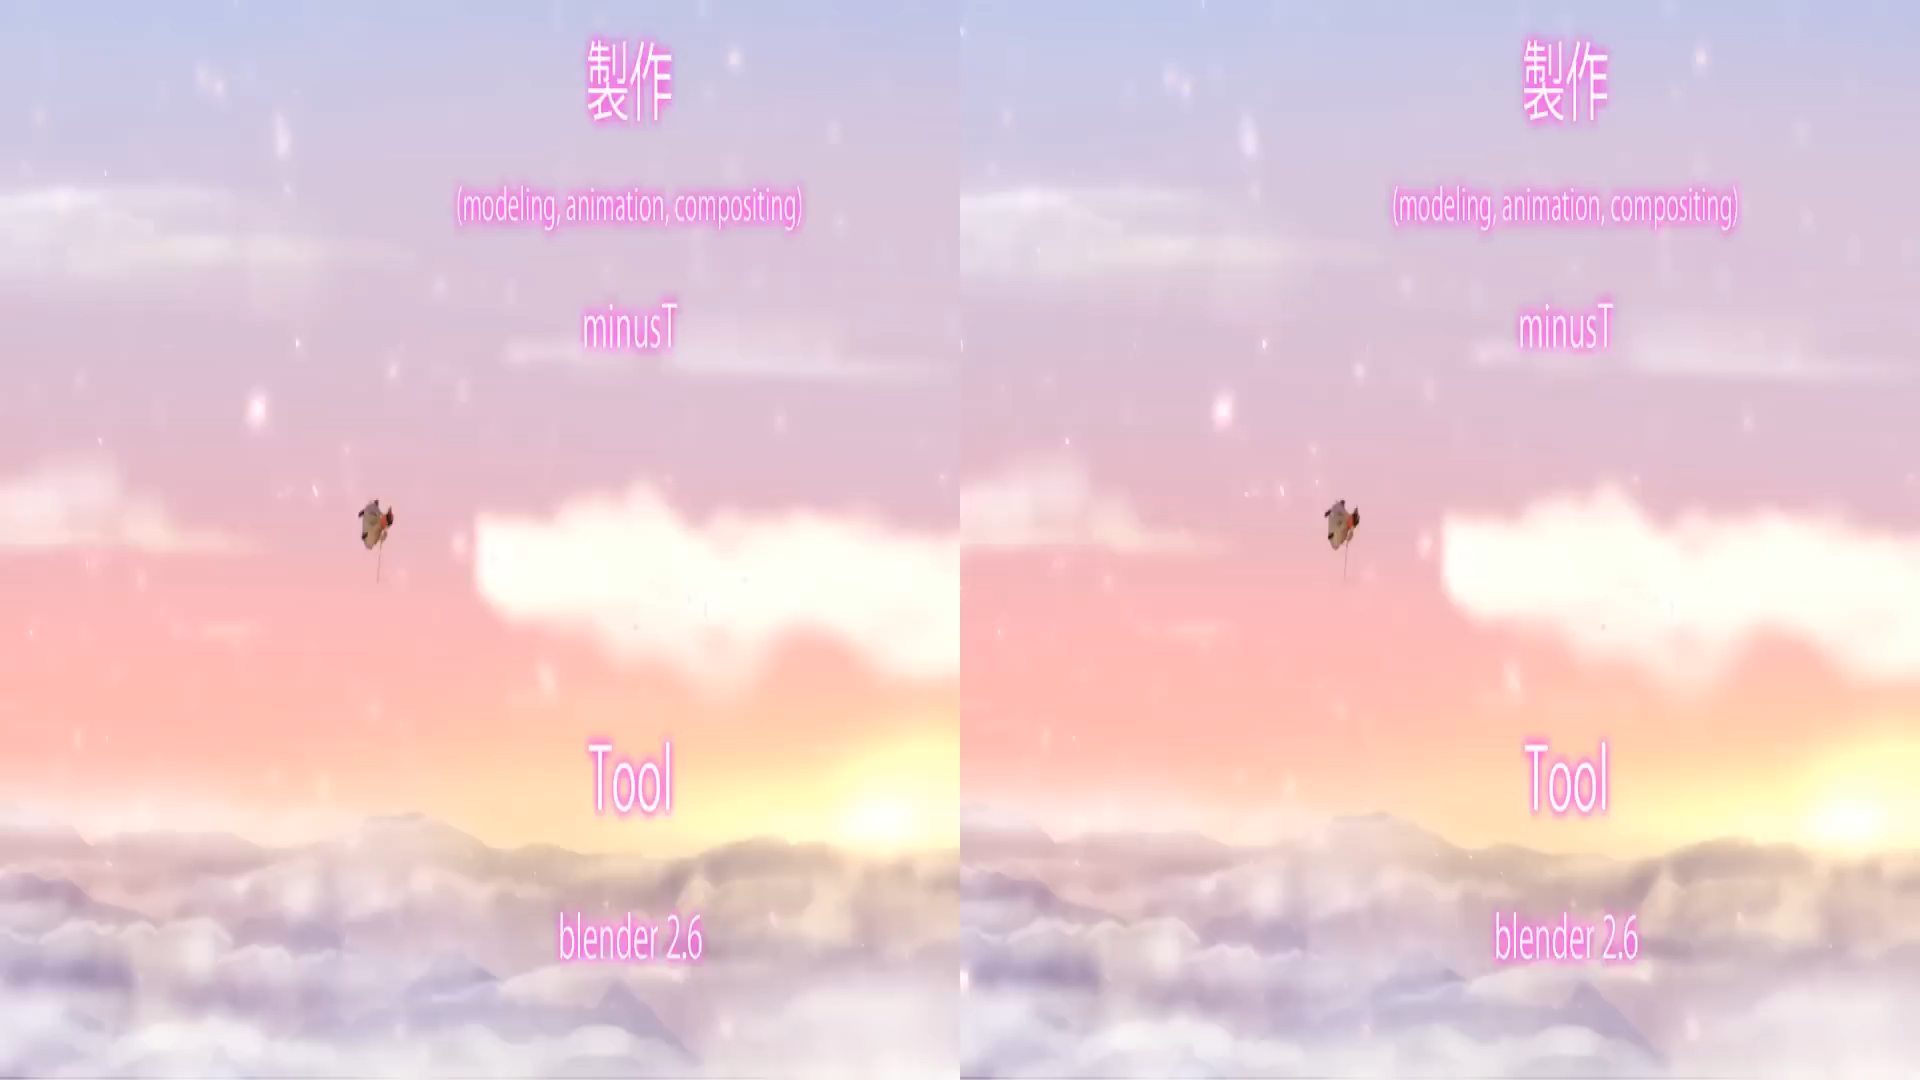 製作
(modeling, animation, compositing)
minusT
Tool
blender 2.6
製作
(modeling, animation, compositing)
minusT
Tool
blender 2.6